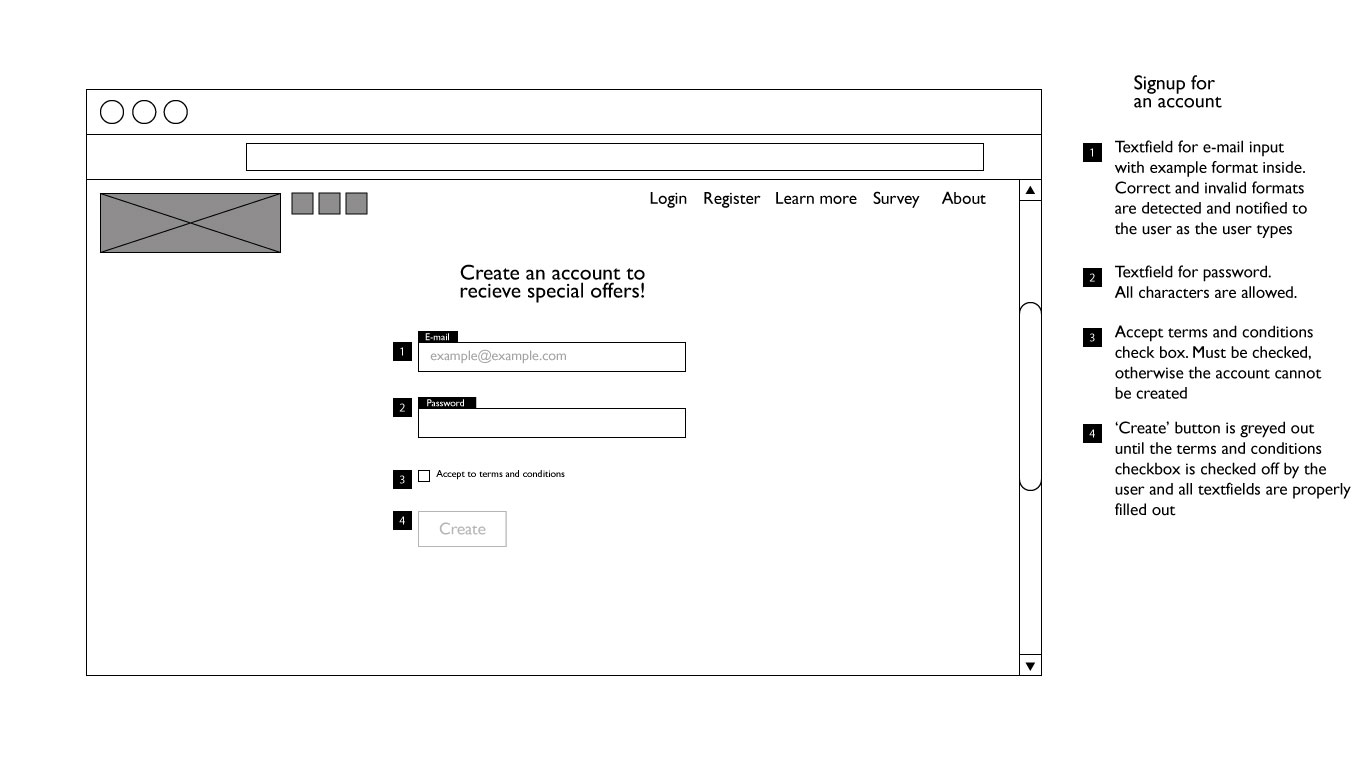 Signup for
an account
Login Register Learn more Survey About
Create an account to
recieve special offers!
E-mail
1 example@example.com
Password
2
3 Accept to terms and conditions
4 Create
1 Textfield for e-mail input
with example format inside.
Correct and invalid formats
are detected and notified to
the user as the user types
2 Textfield for password.
All characters are allowed.
3 Accept terms and conditions
check box. Must be checked,
otherwise the account cannot
be created
4 ‘Create’ button is greyed out
until the terms and conditions
checkbox is checked off by the
user and all textfields are properly
filled out